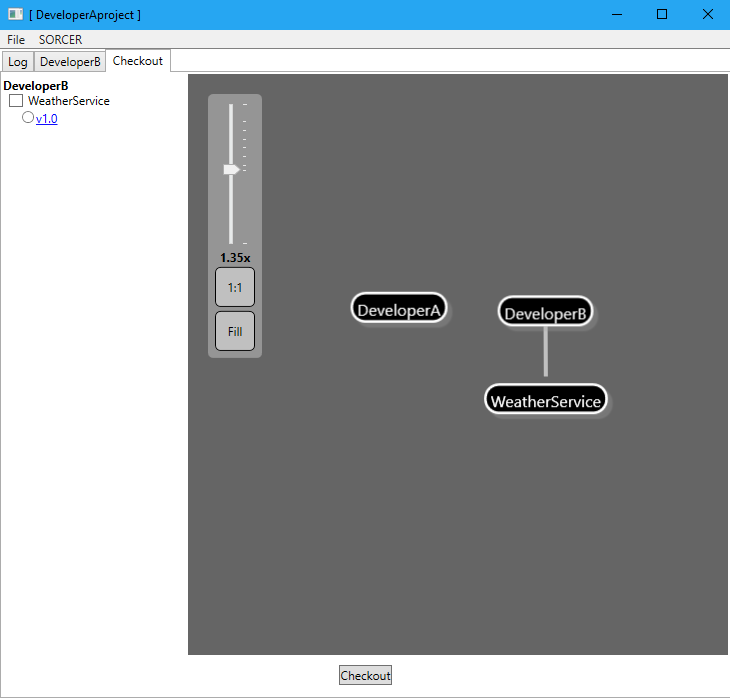 [ DeveloperAproject ]
File SORCER
Log DeveloperB Checkout
DeveloperB
WeatherService
v1.0
1.35x
1:1
Fill
DeveloperA DeveloperB
WeatherService
Checkout